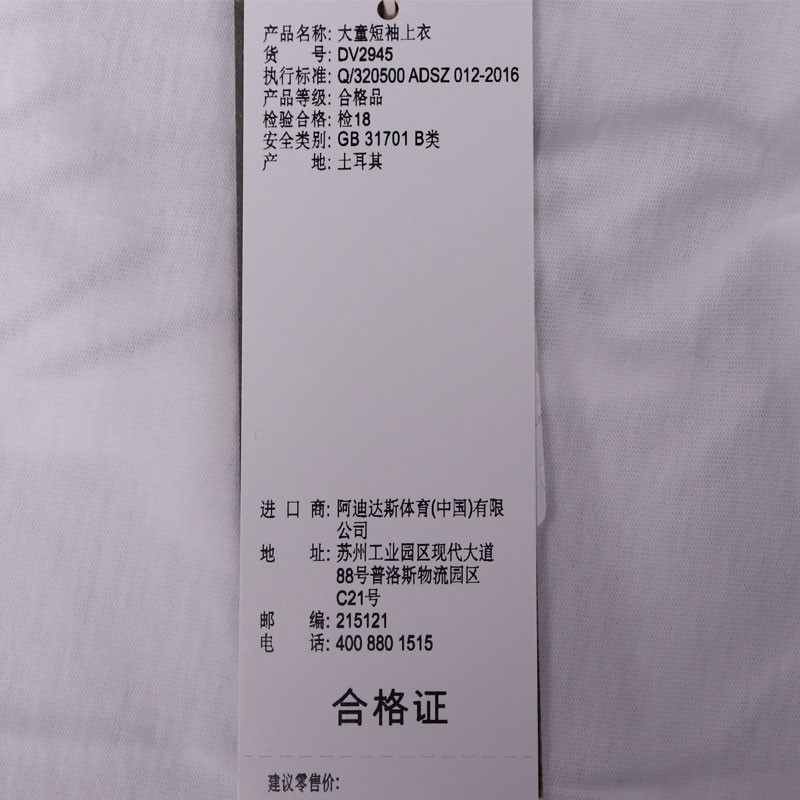 产品名称: 大童短袖上衣
货 号: DV2945
执行标准: Q/320500 ADSZ 012-2016
产品等级: 合格品
检验合格: 检18
安全类别: GB 31701 B类
产 地: 土耳其
进 口 商: 阿迪达斯体育(中国)有限
公司
地 址: 苏州工业园区现代大道
88号普洛斯物流园区
C21号
邮 编: 215121
电 话: 400 880 1515
合格证
建议零售价: